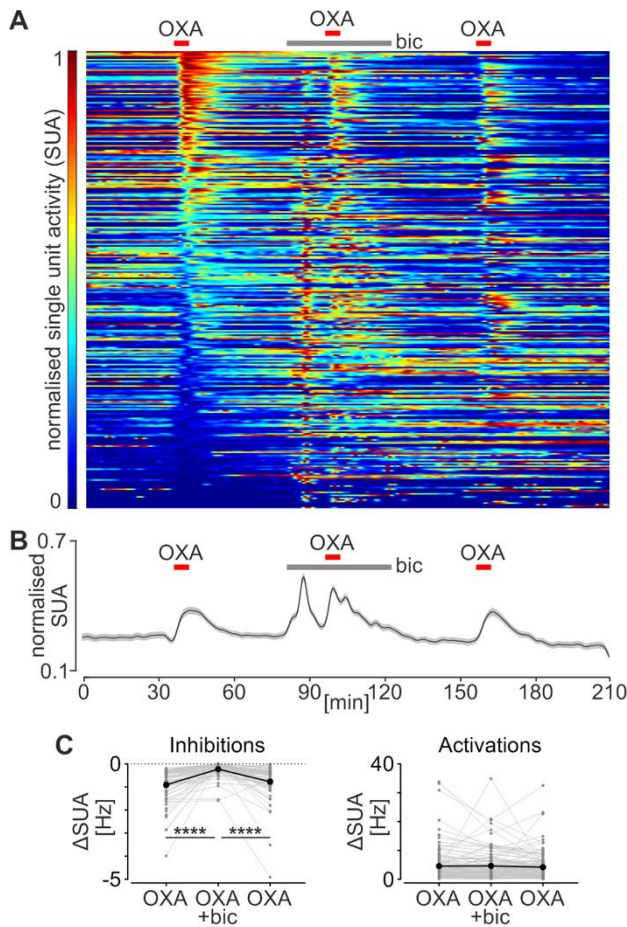 A
OXA
OXA
bic
OXA
1
normalised single unit activity (SUA)
0
B
0.7
normalised
SUA
0.1
OXA
OXA
bic
OXA
0
30
60
90
[min]
120
150
180
210
C
Inhibitions
ΔSUA
[Hz]
0
-5
****
****
OXA OXA OXA
+bic
Activations
ΔSUA
[Hz]
40
0
OXA OXA OXA
+bic